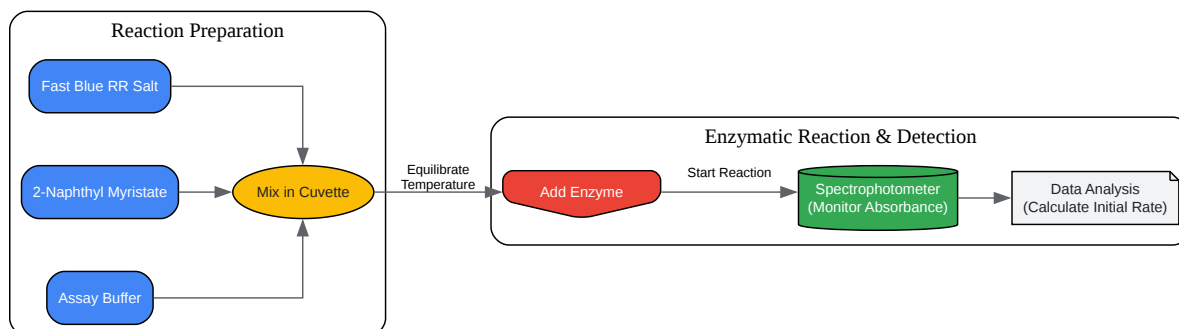 Reaction Preparation
Fast Blue RR Salt
2-Naphthyl Myristate
Assay Buffer
Mix in Cuvette
Equilibrate
Temperature
Enzymatic Reaction & Detection
Add Enzyme
Start Reaction
Spectrophotometer
(Monitor Absorbance)
Data Analysis
(Calculate Initial Rate)